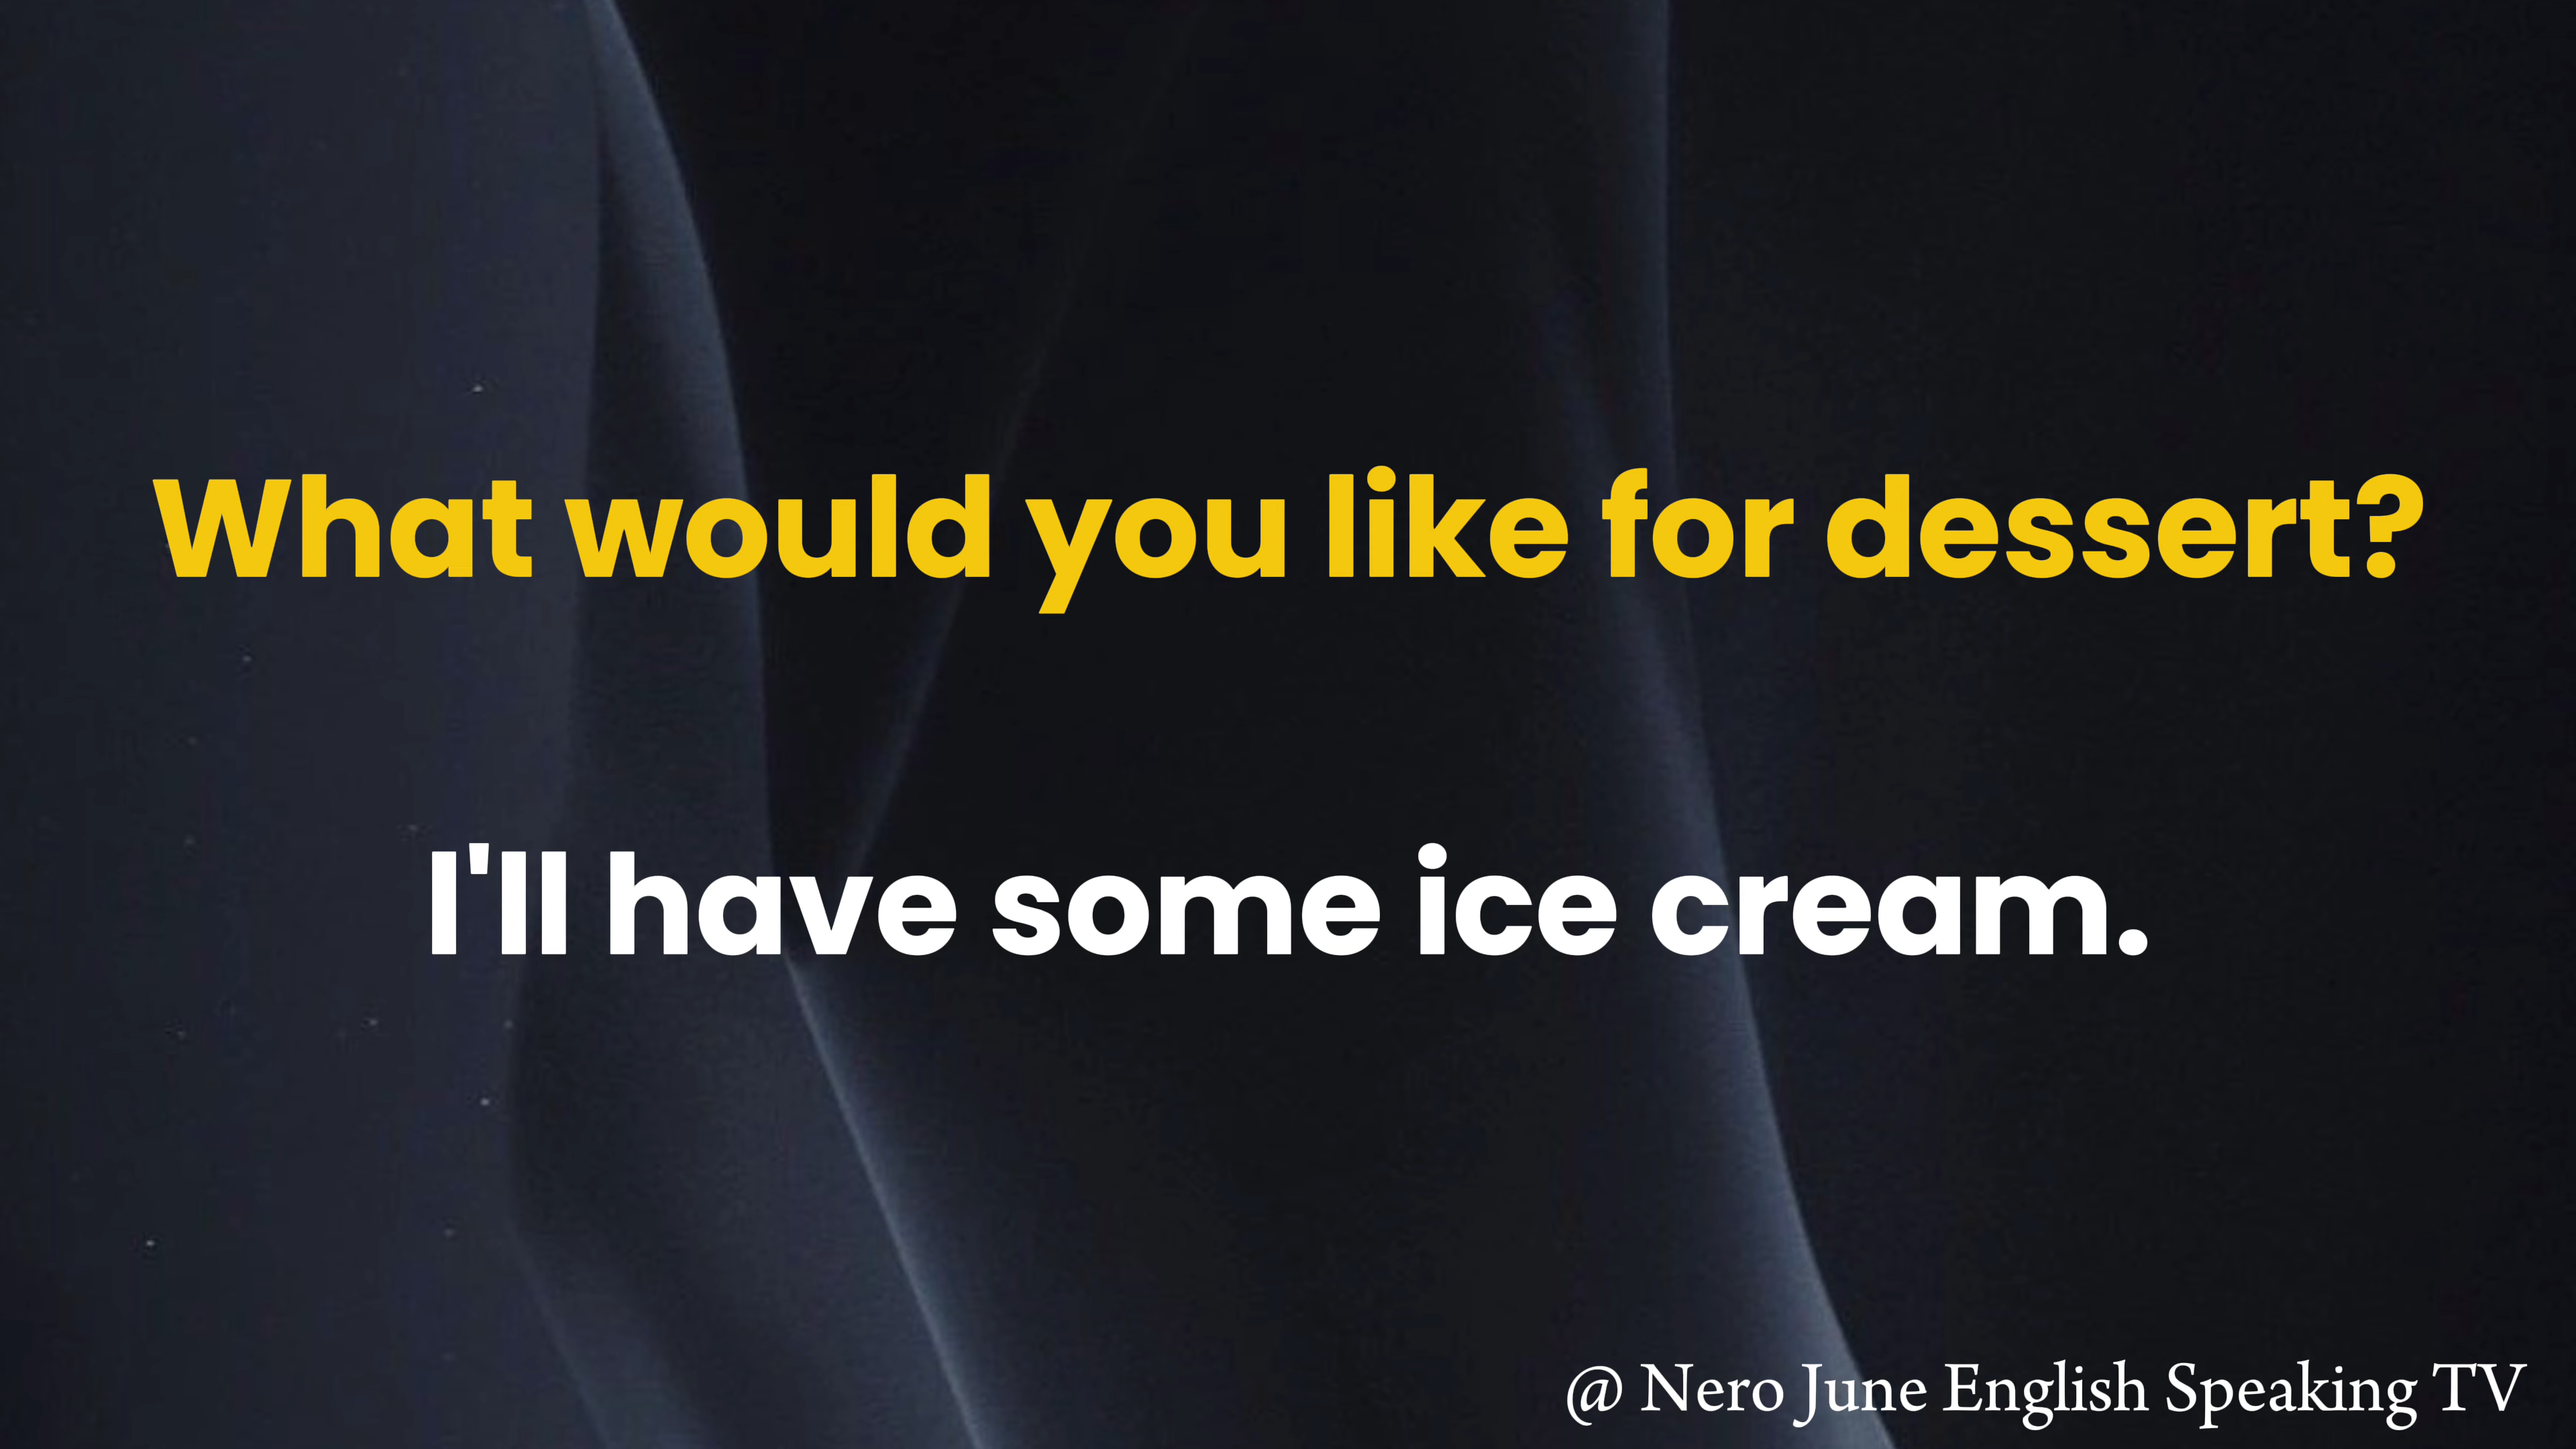 What would you like for dessert?
I'll have some ice cream.
@ Nero June English Speaking TV